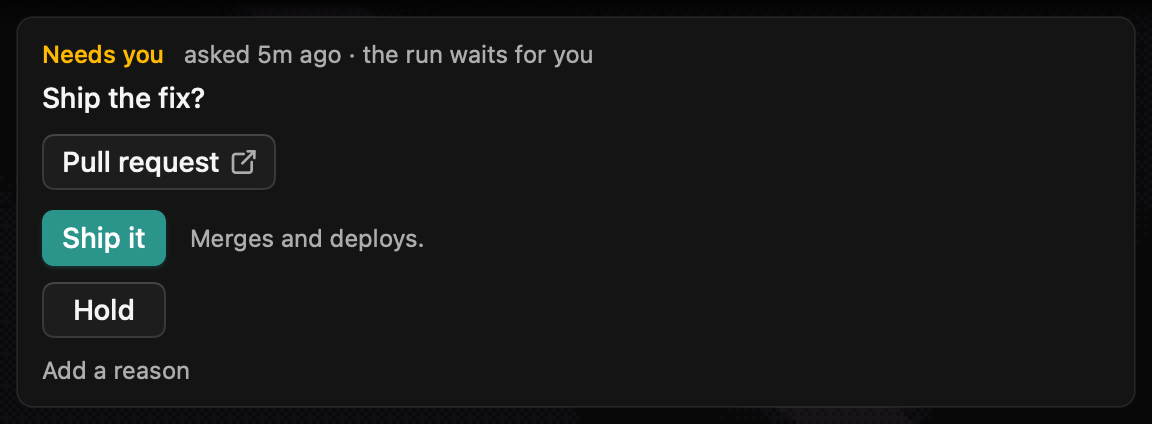 Needs you asked 5m ago · the run waits for you
Ship the fix?
Pull request
Ship it Merges and deploys.
Hold
Add a reason